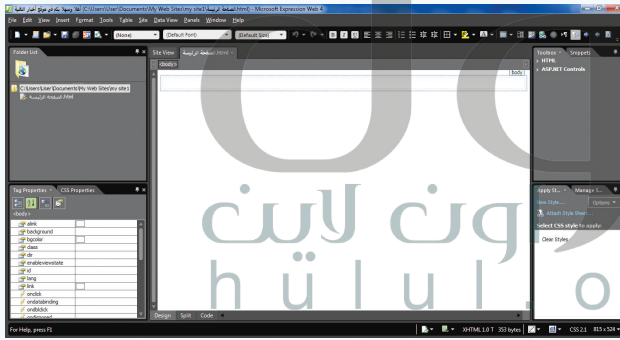 أهلاً وسهلاً بكم في موقع أخبار التقنية (C:\Users\User\Documents\My Web Sites\my site1\الصفحة الرئيسية.html) - Microsoft Expression Web 4
File Edit View Insert Format Tools Table Site Data View Panels Window Help
(None) (Default Font) (Default Size)
Folder List
C:\Users\User\Documents\My Web Sites\my site1
الصفحة الرئيسية.html
Site View الصفحة الرئيسية.html
<body>
body
Toolbox Snippets
HTML
ASP.NET Controls
Tag Properties CSS Properties
<body>
alink
background
bgcolor
class
dir
enableviewstate
id
lang
link
onclick
ondatabinding
ondblclick
ondisposed
Design Split Code
Apply St... Manage S...
New Style... Options
Attach Style Sheet...
Select CSS style to apply:
Clear Styles
ون لاين
hülul.o
For Help, press F1
XHTML 1.0 T 353 bytes CSS 2.1 815 x 524